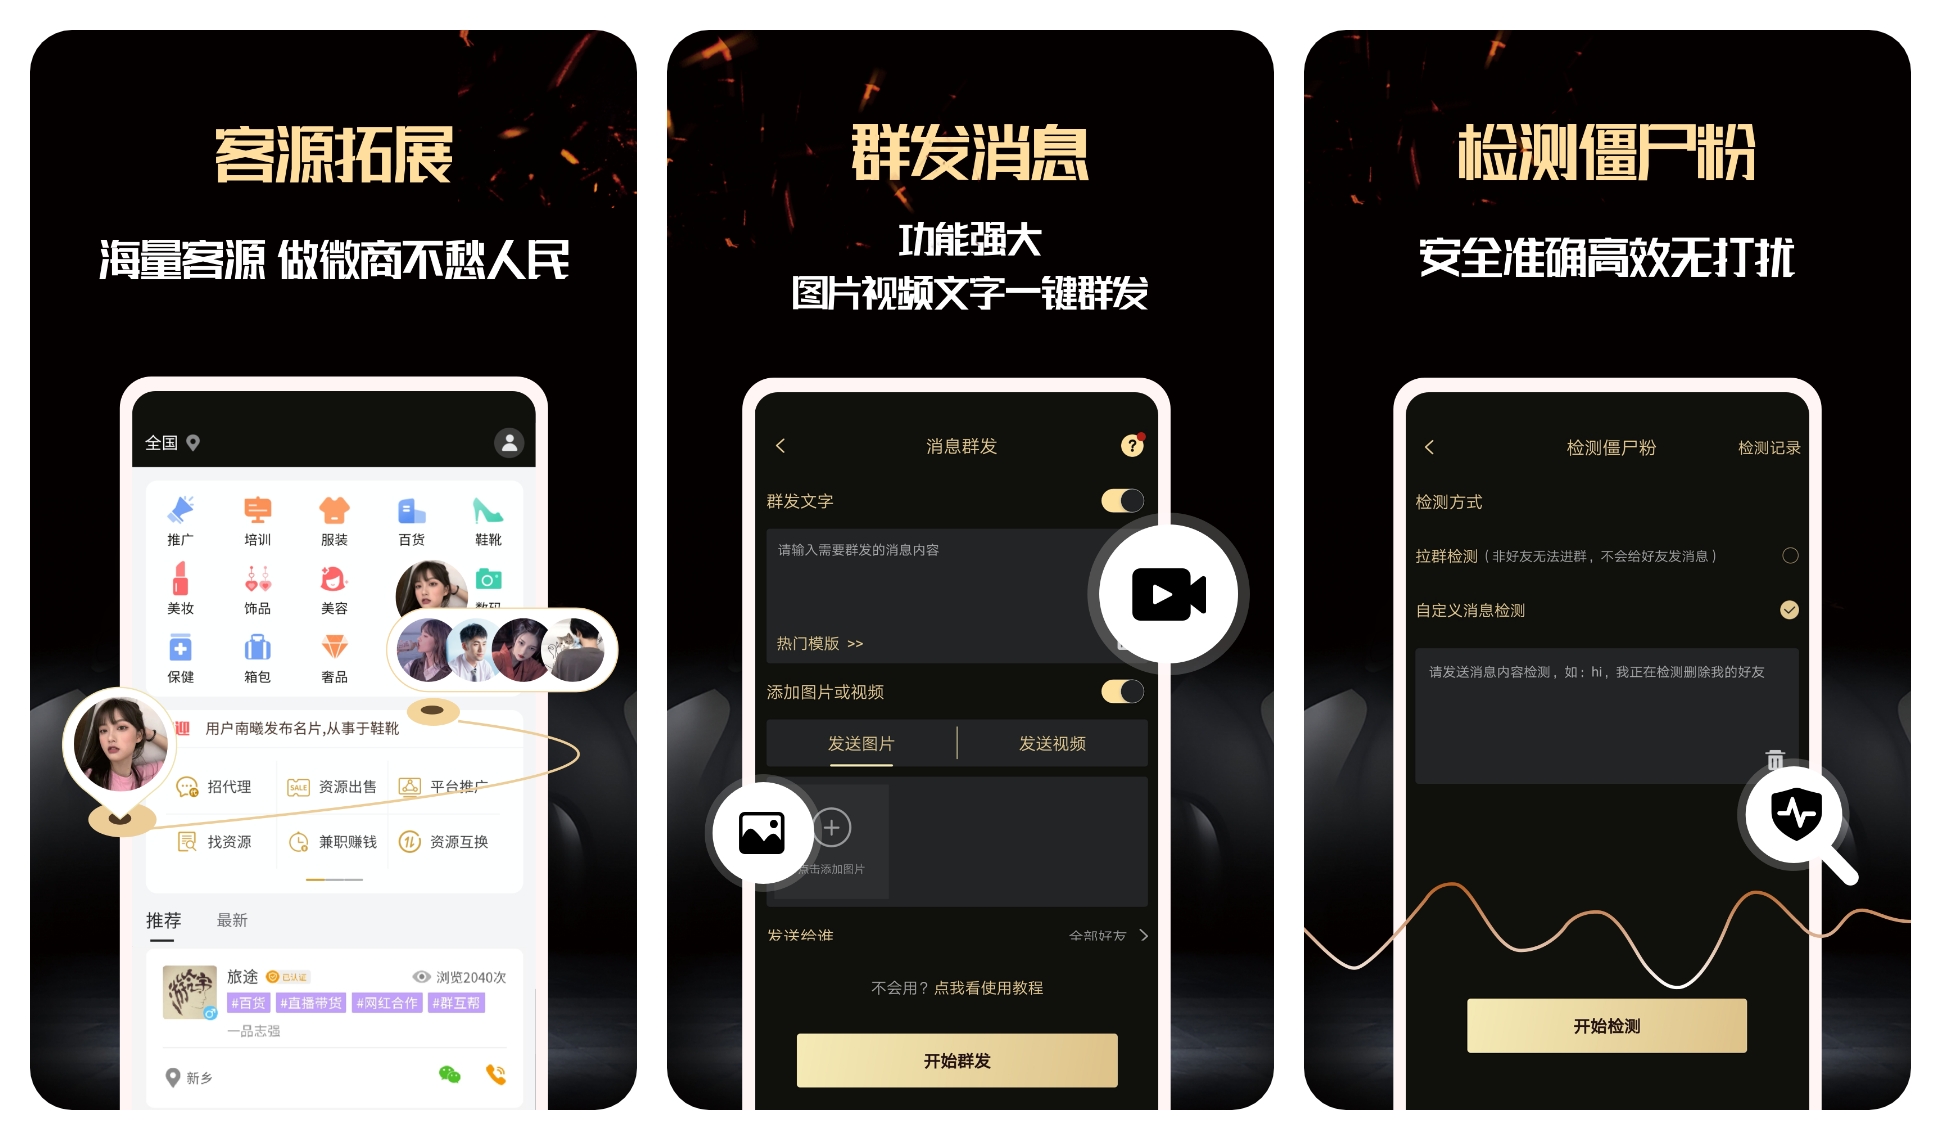 客源拓展
海量客源 做微商不愁人民
全国
推广 培训 服装 百货 鞋靴
美妆 饰品 美容 数码
保健 箱包 奢品
迎 用户南曦发布名片,从事于鞋靴
招代理 资源出售 平台推广
找资源 兼职赚钱 资源互换
推荐 最新
旅途 已认证 浏览2040次
#百货 #直播带货 #网红合作 #群互帮
一品志强
新乡
群发消息
功能强大
图片视频文字一键群发
消息群发
群发文字
请输入需要群发的消息内容
热门模版 >>
添加图片或视频
发送图片 发送视频
点击添加图片
发送给谁 全部好友
不会用？点我看使用教程
开始群发
检测僵尸粉
安全准确高效无打扰
检测僵尸粉 检测记录
检测方式
拉群检测（非好友无法进群，不会给好友发消息）
自定义消息检测
请发送消息内容检测，如：hi，我正在检测删除我的好友
开始检测